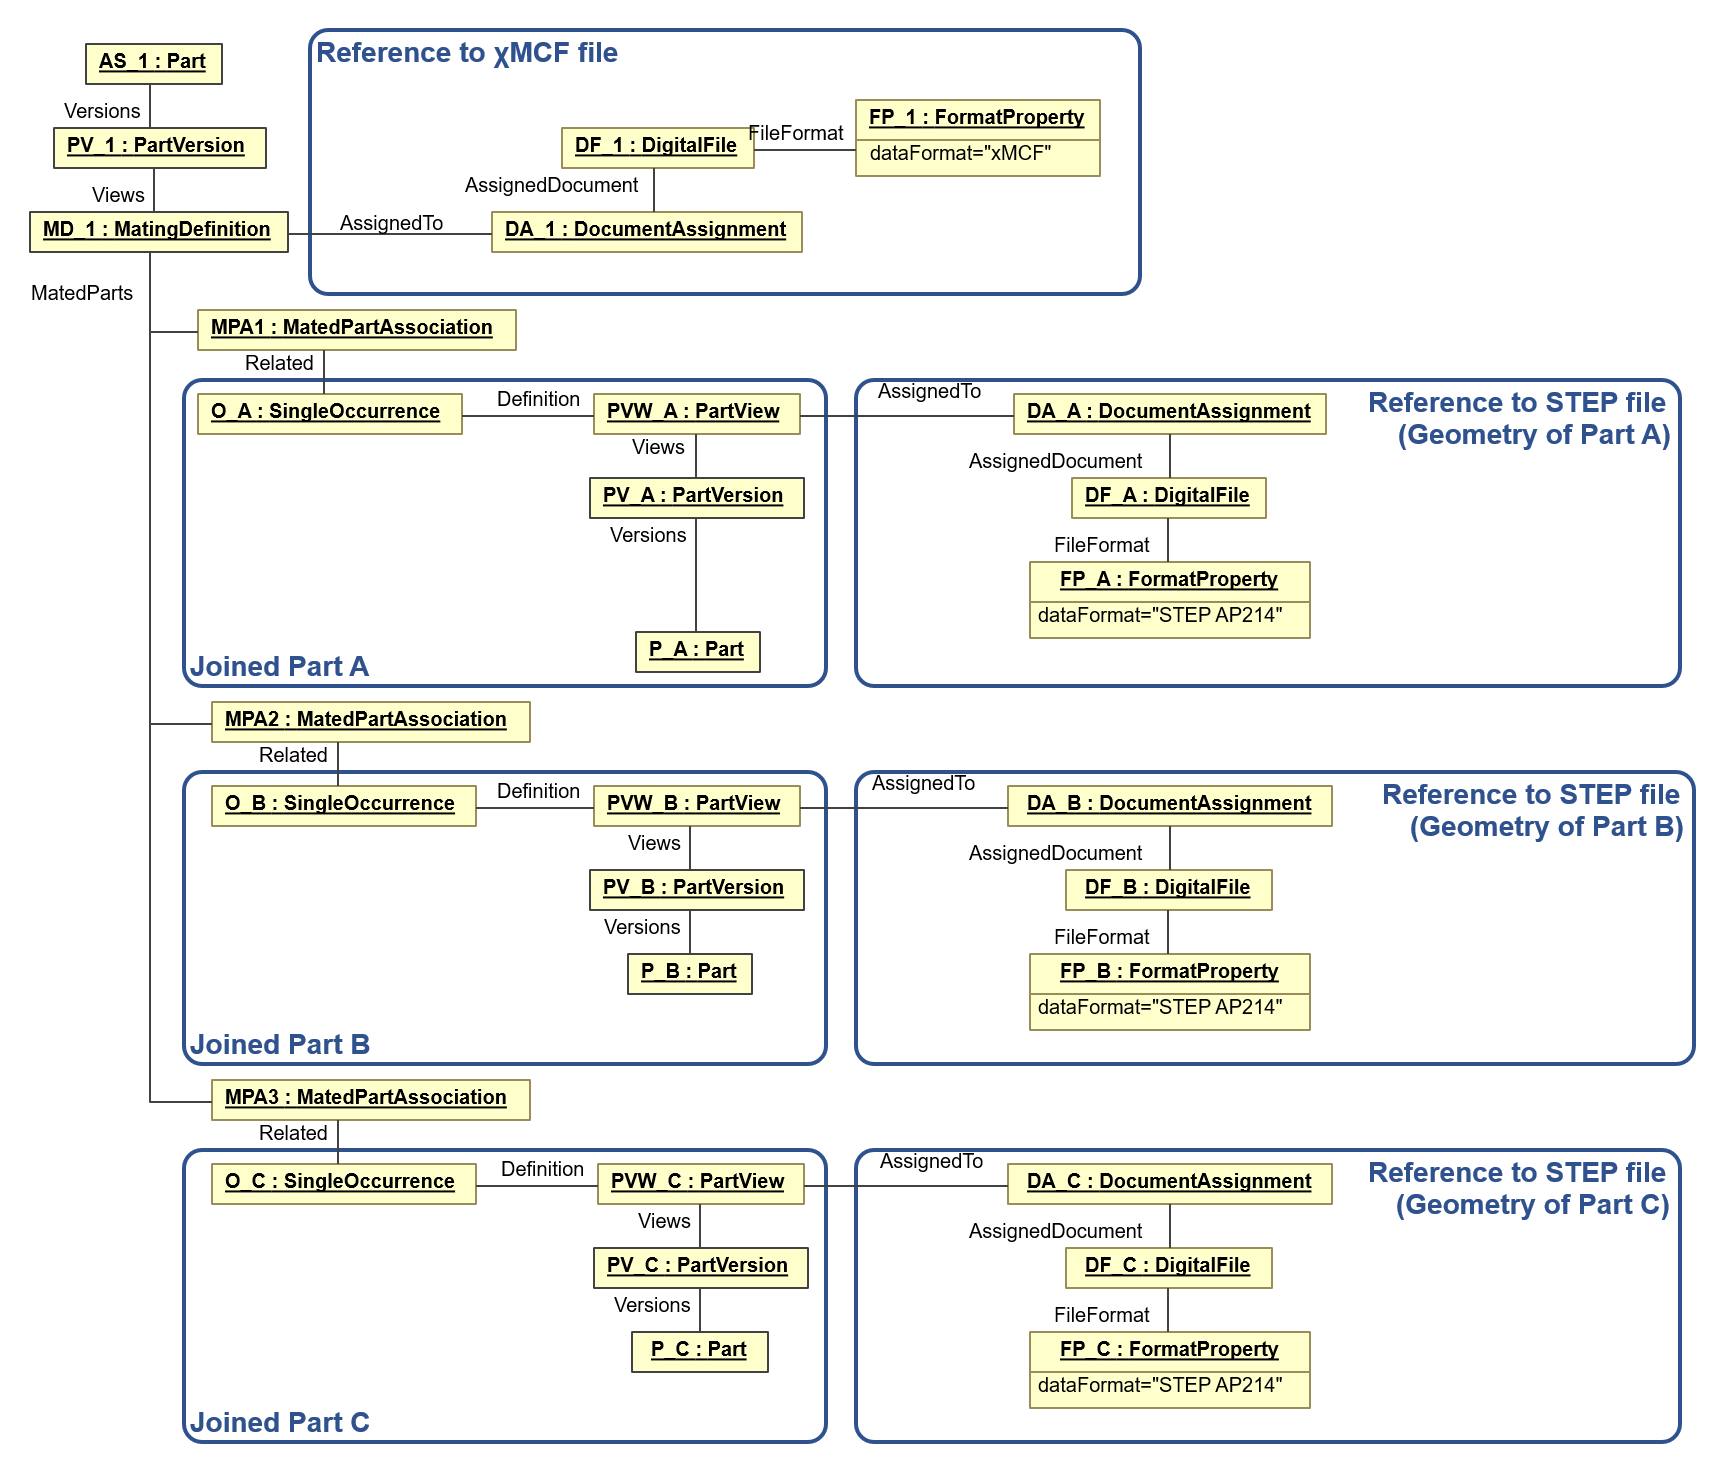 Reference to χMCF file
AS_1 : Part
Versions
PV_1 : PartVersion
Views
MD_1 : MatingDefinition
AssignedTo
DF_1 : DigitalFile
FileFormat
FP_1 : FormatProperty
dataFormat="xMCF"
AssignedDocument
DA_1 : DocumentAssignment
MatedParts
MPA1 : MatedPartAssociation
Related
O_A : SingleOccurrence
Definition
PVW_A : PartView
Views
PV_A : PartVersion
Versions
P_A : Part
Joined Part A
AssignedTo
DA_A : DocumentAssignment
Reference to STEP file
(Geometry of Part A)
AssignedDocument
DF_A : DigitalFile
FileFormat
FP_A : FormatProperty
dataFormat="STEP AP214"
MPA2 : MatedPartAssociation
Related
O_B : SingleOccurrence
Definition
PVW_B : PartView
Views
PV_B : PartVersion
Versions
P_B : Part
Joined Part B
AssignedTo
DA_B : DocumentAssignment
Reference to STEP file
(Geometry of Part B)
AssignedDocument
DF_B : DigitalFile
FileFormat
FP_B : FormatProperty
dataFormat="STEP AP214"
MPA3 : MatedPartAssociation
Related
O_C : SingleOccurrence
Definition
PVW_C : PartView
Views
PV_C : PartVersion
Versions
P_C : Part
Joined Part C
AssignedTo
DA_C : DocumentAssignment
Reference to STEP file
(Geometry of Part C)
AssignedDocument
DF_C : DigitalFile
FileFormat
FP_C : FormatProperty
dataFormat="STEP AP214"